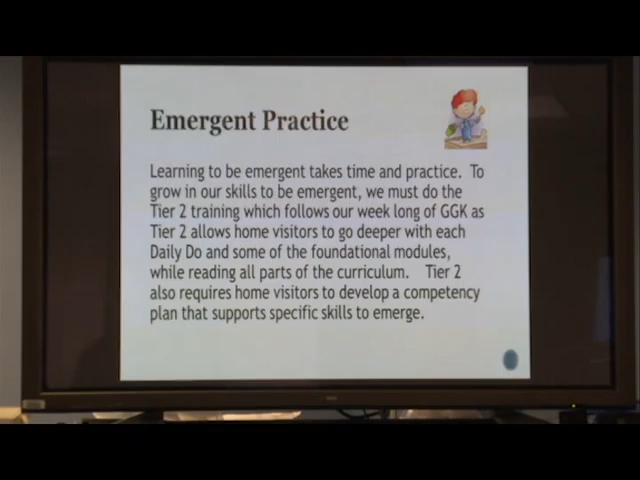 Emergent Practice
Learning to be emergent takes time and practice. To
grow in our skills to be emergent, we must do the
Tier 2 training which follows our week long of GGK as
Tier 2 allows home visitors to go deeper with each
Daily Do and some of the foundational modules,
while reading all parts of the curriculum. Tier 2
also requires home visitors to develop a competency
plan that supports specific skills to emerge.